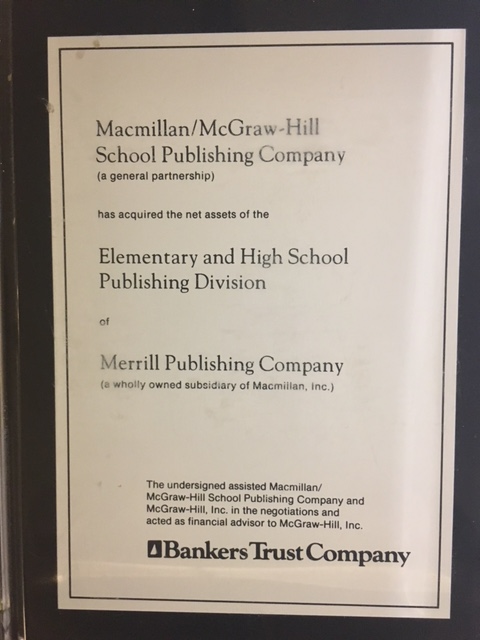 Macmillan/McGraw-Hill
School Publishing Company
(a general partnership)
has acquired the net assets of the
Elementary and High School
Publishing Division
of
Merrill Publishing Company
(a wholly owned subsidiary of Macmillan, Inc.)
The undersigned assisted Macmillan/
McGraw-Hill School Publishing Company and
McGraw-Hill, Inc. in the negotiations and
acted as financial advisor to McGraw-Hill, Inc.
Bankers Trust Company